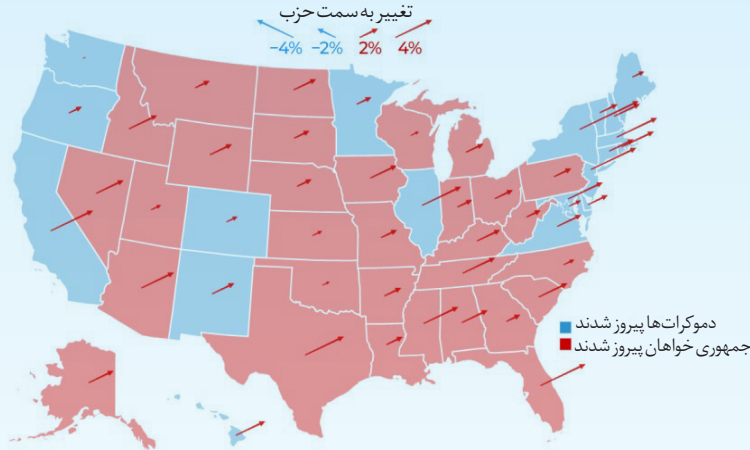 تغییر به سمت حزب
−4% −2% 2% 4%
دموکرات‌ها پیروز شدند
جمهوری خواهان پیروز شدند